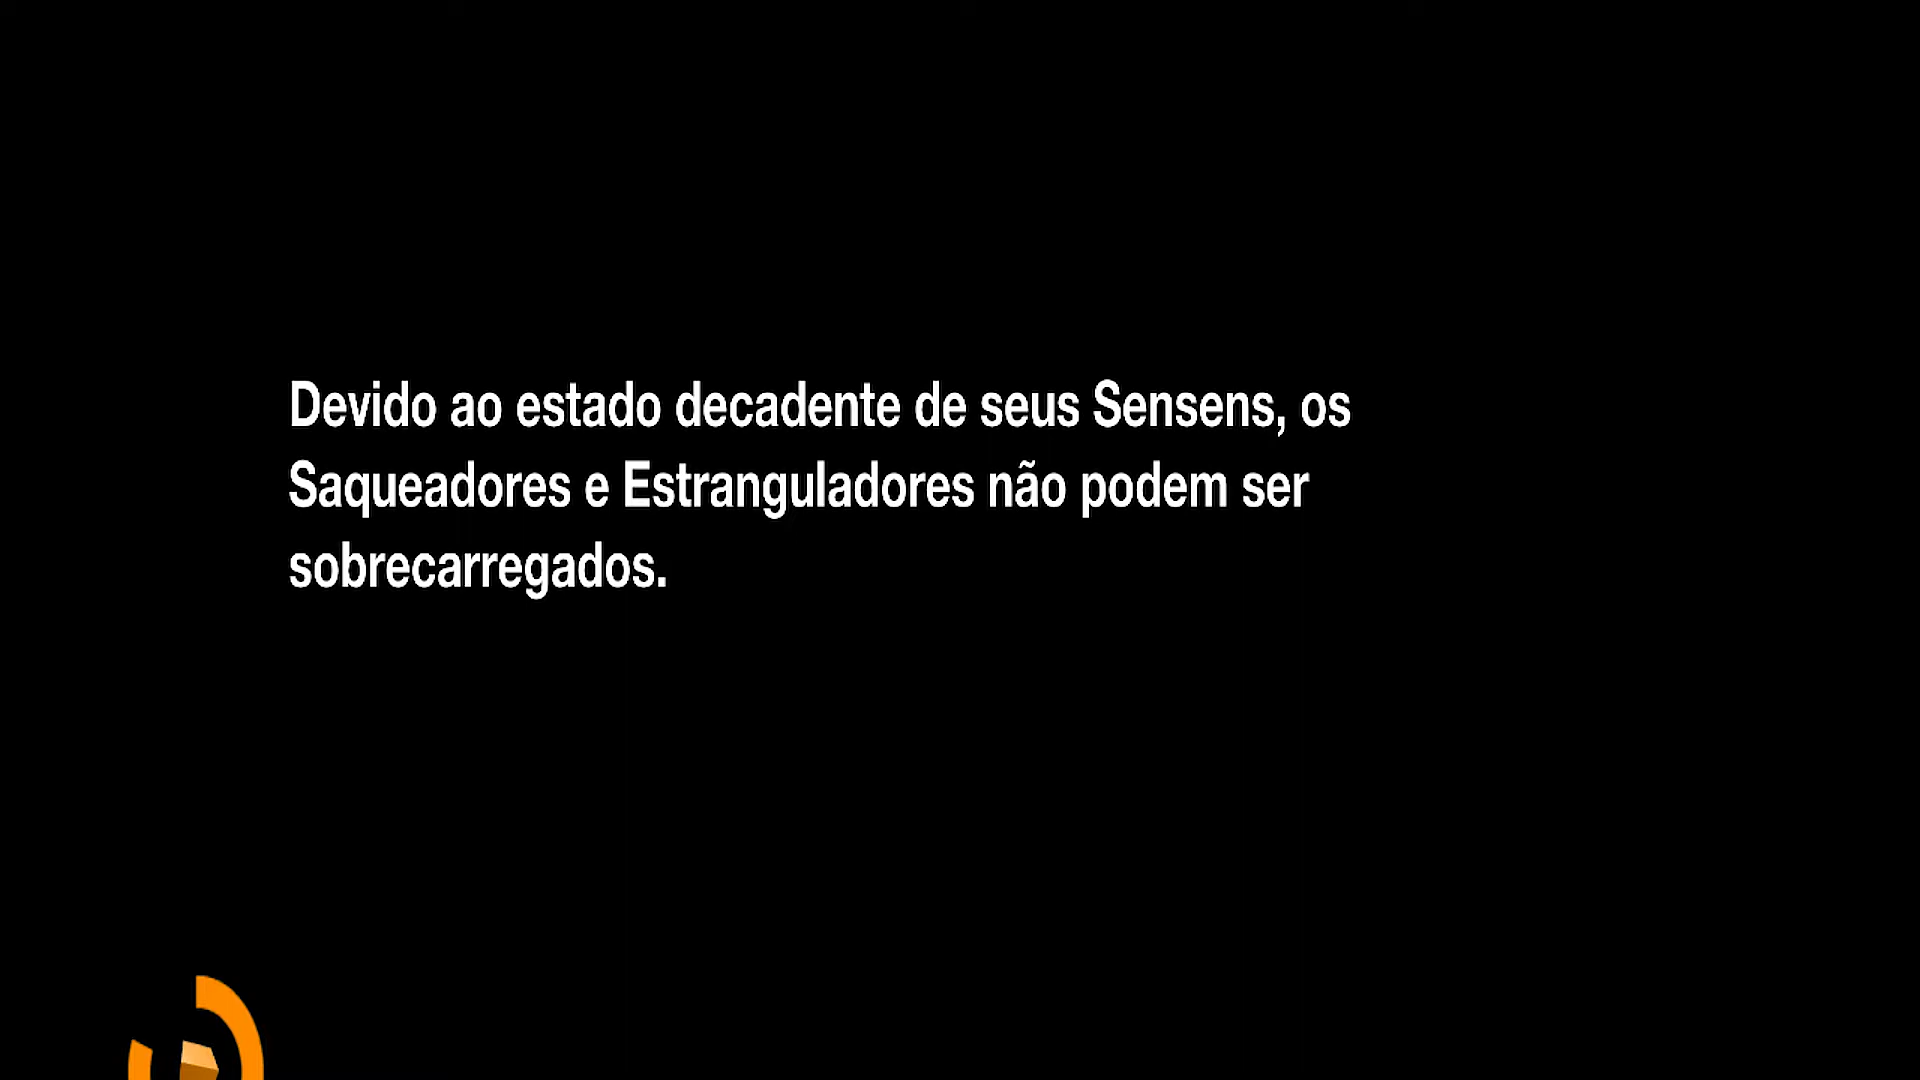 Devido ao estado decadente de seus Sensens, os
Saqueadores e Estranguladores não podem ser
sobrecarregados.